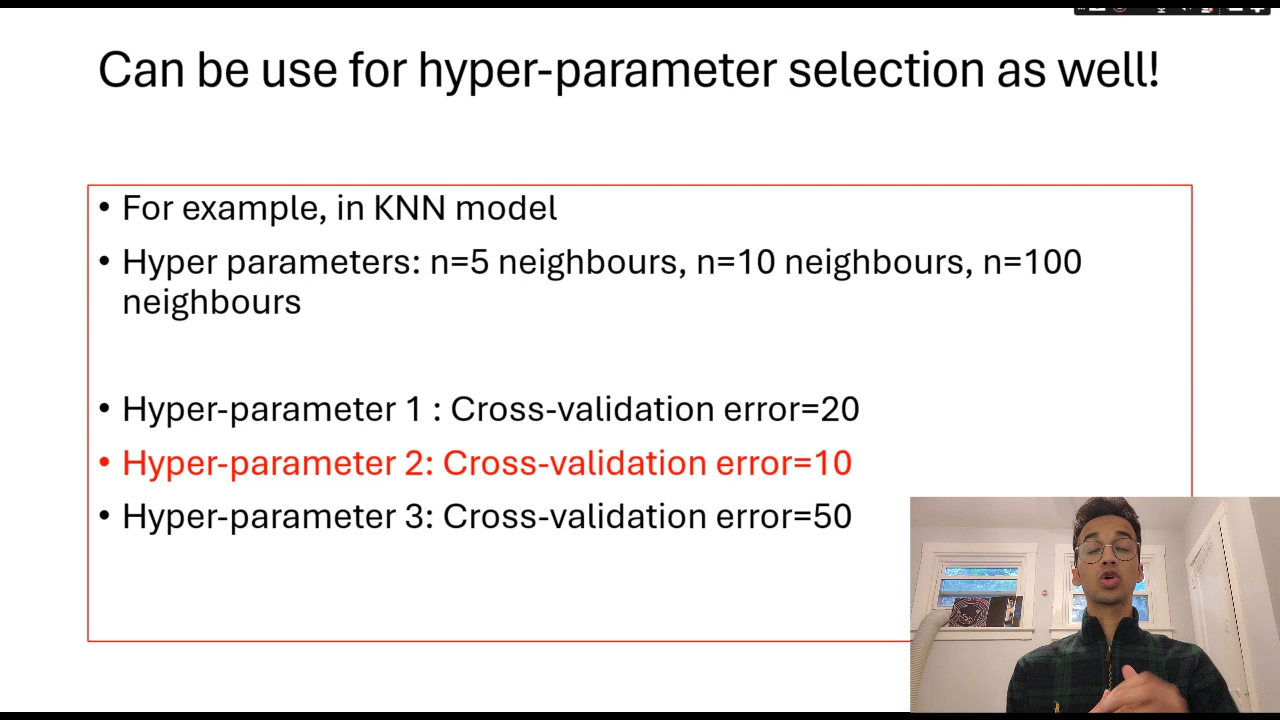 Can be use for hyper-parameter selection as well!
• For example, in KNN model
• Hyper parameters: n=5 neighbours, n=10 neighbours, n=100
neighbours
• Hyper-parameter 1 : Cross-validation error=20
• Hyper-parameter 2: Cross-validation error=10
• Hyper-parameter 3: Cross-validation error=50